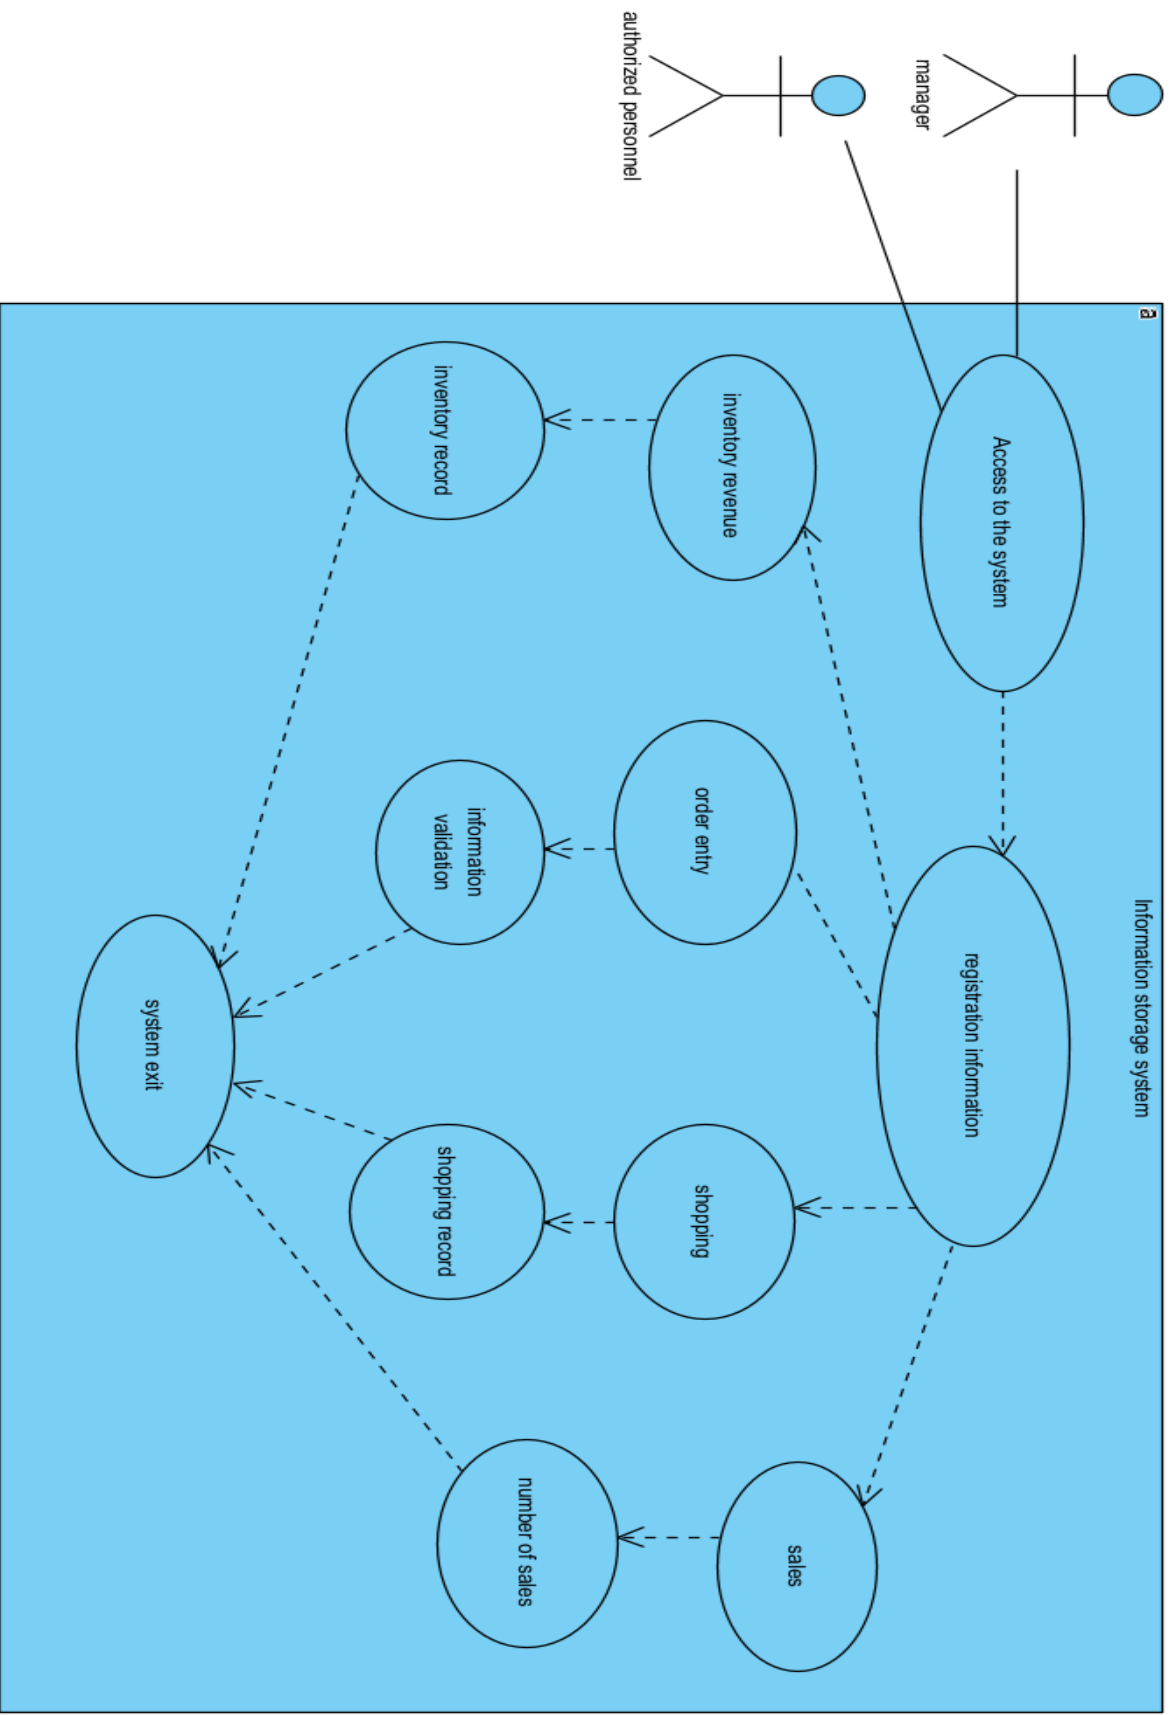 a
Information storage system
manager
authorized personnel
Access to the system
registration information
inventory revenue
order entry
shopping
sales
inventory record
information
validation
shopping record
number of sales
system exit